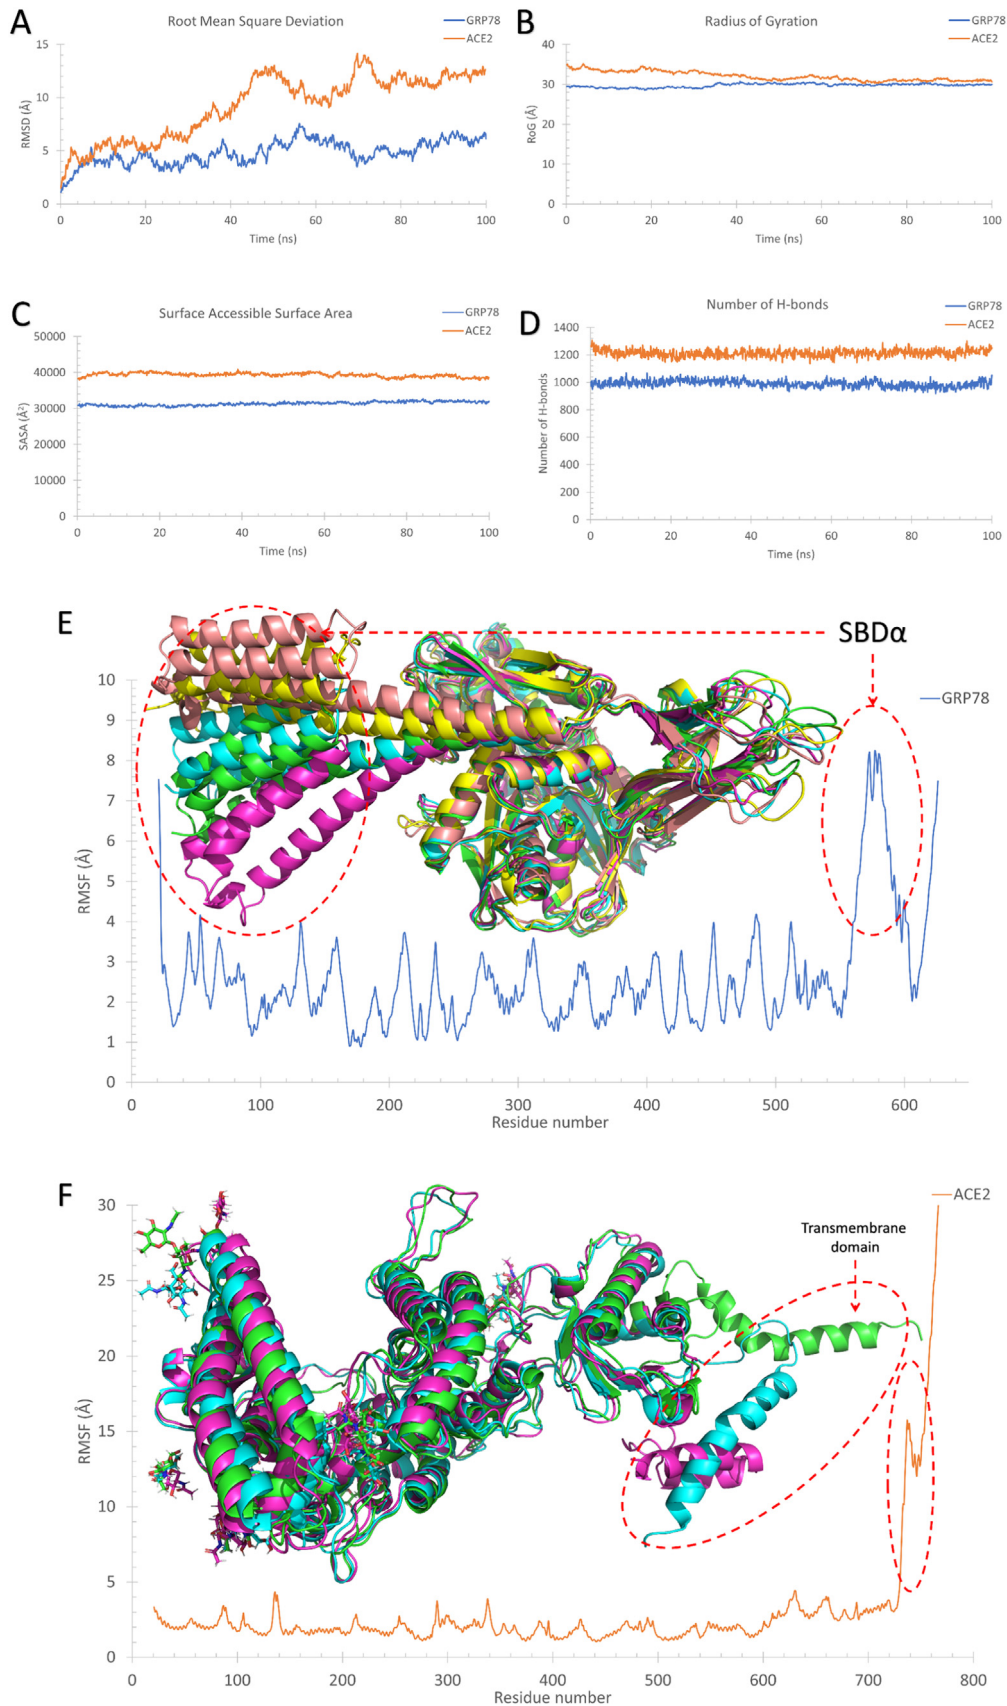 A
Root Mean Square Deviation
GRP78
ACE2
15
10
5
0
RMSD (Å)
0 20 40 60 80 100
Time (ns)
B
Radius of Gyration
GRP78
ACE2
40
30
20
10
0
RoG (Å)
0 20 40 60 80 100
Time (ns)
C
Surface Accessible Surface Area
GRP78
ACE2
50000
40000
30000
20000
10000
0
SASA (Å²)
0 20 40 60 80 100
Time (ns)
D
Number of H-bonds
GRP78
ACE2
1400
1200
1000
800
600
400
200
0
Number of H-bonds
0 20 40 60 80 100
Time (ns)
E
SBDα
GRP78
10
9
8
7
6
5
4
3
2
1
0
RMSF (Å)
0 100 200 300 400 500 600
Residue number
F
ACE2
Transmembrane
domain
30
25
20
15
10
5
0
RMSF (Å)
0 100 200 300 400 500 600 700 800
Residue number